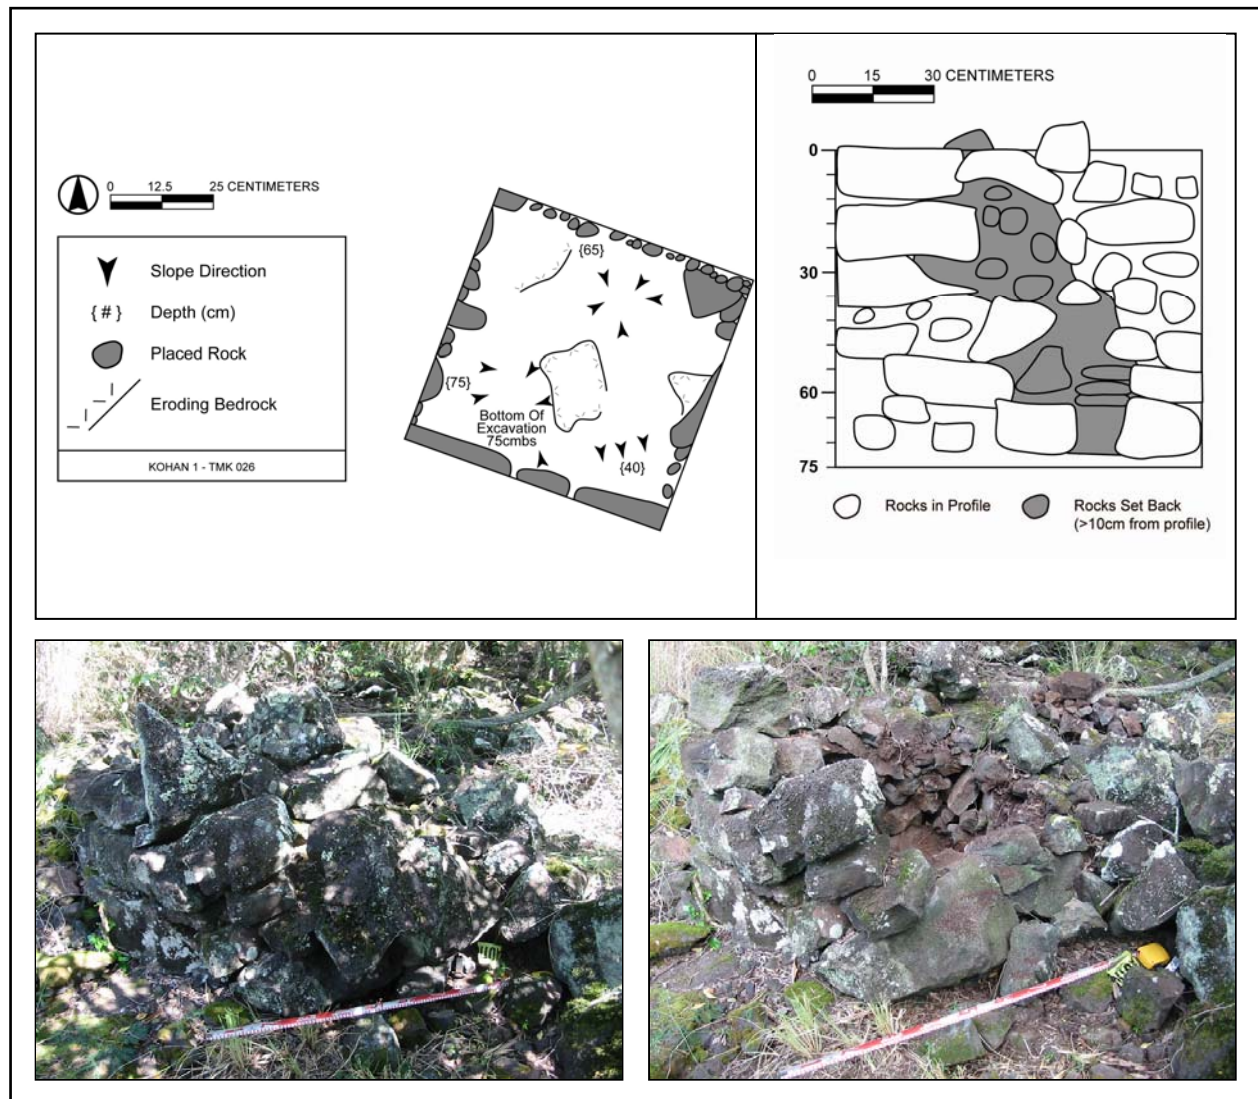 0 12.5 25 CENTIMETERS
Slope Direction
{ # } Depth (cm)
Placed Rock
Eroding Bedrock
KOHAN 1 - TMK 026
{65}
{75}
Bottom Of
Excavation
75cmbs
{40}
0 15 30 CENTIMETERS
0
30
60
75
Rocks in Profile
Rocks Set Back
(>10cm from profile)